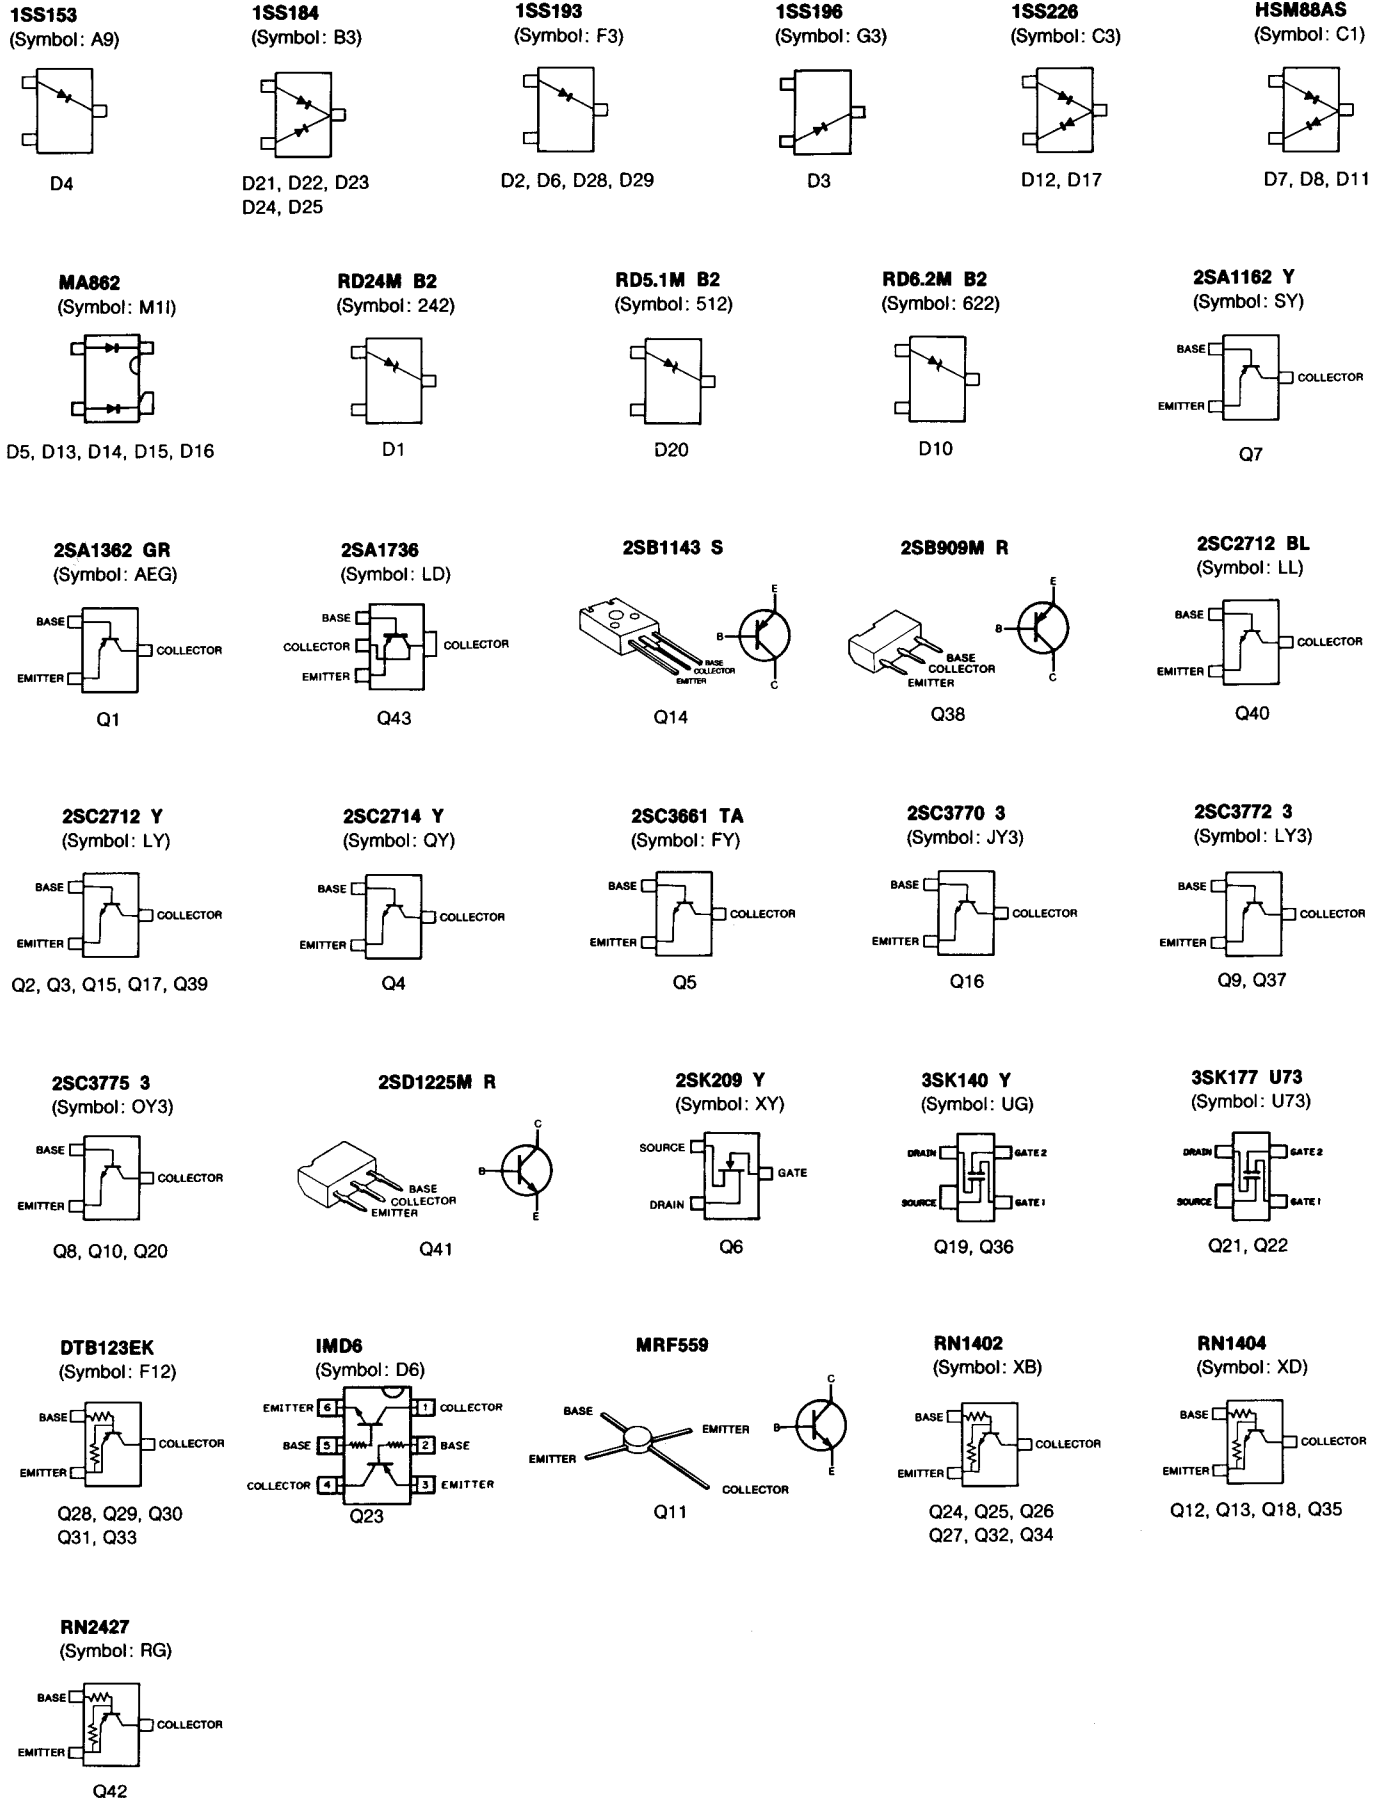 1SS153
(Symbol: A9)
D4
1SS184
(Symbol: B3)
D21, D22, D23
D24, D25
1SS193
(Symbol: F3)
D2, D6, D28, D29
1SS196
(Symbol: G3)
D3
1SS226
(Symbol: C3)
D12, D17
HSM88AS
(Symbol: C1)
D7, D8, D11
MA862
(Symbol: M1I)
D5, D13, D14, D15, D16
RD24M B2
(Symbol: 242)
D1
RD5.1M B2
(Symbol: 512)
D20
RD6.2M B2
(Symbol: 622)
D10
2SA1162 Y
(Symbol: SY)
BASE
COLLECTOR
EMITTER
Q7
2SA1362 GR
(Symbol: AEG)
BASE
COLLECTOR
EMITTER
Q1
2SA1736
(Symbol: LD)
BASE
COLLECTOR
COLLECTOR
EMITTER
Q43
2SB1143 S
E
B
C
BASE
COLLECTOR
EMITTER
Q14
2SB909M R
E
B
C
BASE
COLLECTOR
EMITTER
Q38
2SC2712 BL
(Symbol: LL)
BASE
COLLECTOR
EMITTER
Q40
2SC2712 Y
(Symbol: LY)
BASE
COLLECTOR
EMITTER
Q2, Q3, Q15, Q17, Q39
2SC2714 Y
(Symbol: QY)
BASE
COLLECTOR
EMITTER
Q4
2SC3661 TA
(Symbol: FY)
BASE
COLLECTOR
EMITTER
Q5
2SC3770 3
(Symbol: JY3)
BASE
COLLECTOR
EMITTER
Q16
2SC3772 3
(Symbol: LY3)
BASE
COLLECTOR
EMITTER
Q9, Q37
2SC3775 3
(Symbol: OY3)
BASE
COLLECTOR
EMITTER
Q8, Q10, Q20
2SD1225M R
C
B
E
BASE
COLLECTOR
EMITTER
Q41
2SK209 Y
(Symbol: XY)
SOURCE
GATE
DRAIN
Q6
3SK140 Y
(Symbol: UG)
DRAIN
GATE 2
SOURCE
GATE 1
Q19, Q36
3SK177 U73
(Symbol: U73)
DRAIN
GATE 2
SOURCE
GATE 1
Q21, Q22
DTB123EK
(Symbol: F12)
BASE
COLLECTOR
EMITTER
Q28, Q29, Q30
Q31, Q33
IMD6
(Symbol: D6)
EMITTER 6 1 COLLECTOR
BASE 5 2 BASE
COLLECTOR 4 3 EMITTER
Q23
MRF559
BASE
EMITTER
EMITTER
COLLECTOR
C
B
E
Q11
RN1402
(Symbol: XB)
BASE
COLLECTOR
EMITTER
Q24, Q25, Q26
Q27, Q32, Q34
RN1404
(Symbol: XD)
BASE
COLLECTOR
EMITTER
Q12, Q13, Q18, Q35
RN2427
(Symbol: RG)
BASE
COLLECTOR
EMITTER
Q42